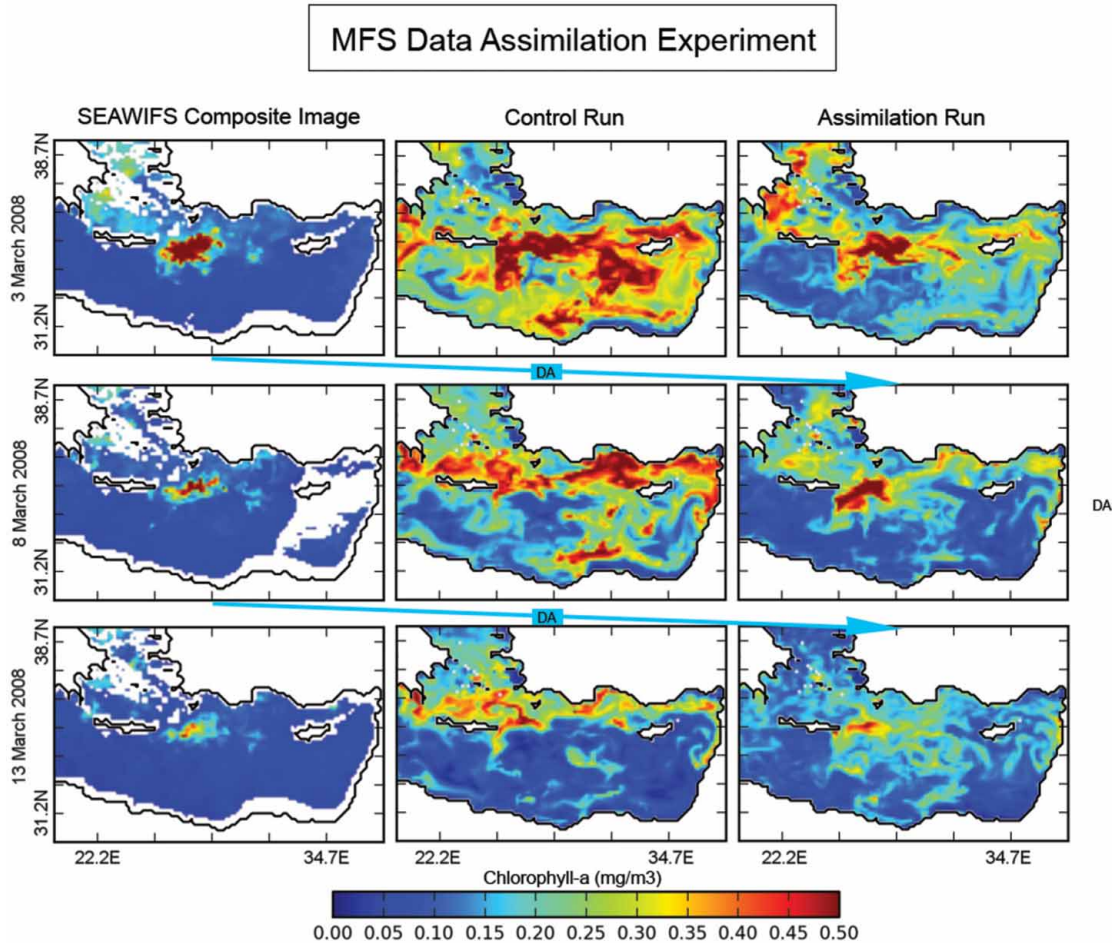 MFS Data Assimilation Experiment
SEAWIFS Composite Image
Control Run
Assimilation Run
3 March 2008
38.7N
31.2N
DA
8 March 2008
38.7N
31.2N
DA
DA
13 March 2008
38.7N
31.2N
22.2E 34.7E
22.2E 34.7E
22.2E 34.7E
Chlorophyll-a (mg/m3)
0.00 0.05 0.10 0.15 0.20 0.25 0.30 0.35 0.40 0.45 0.50